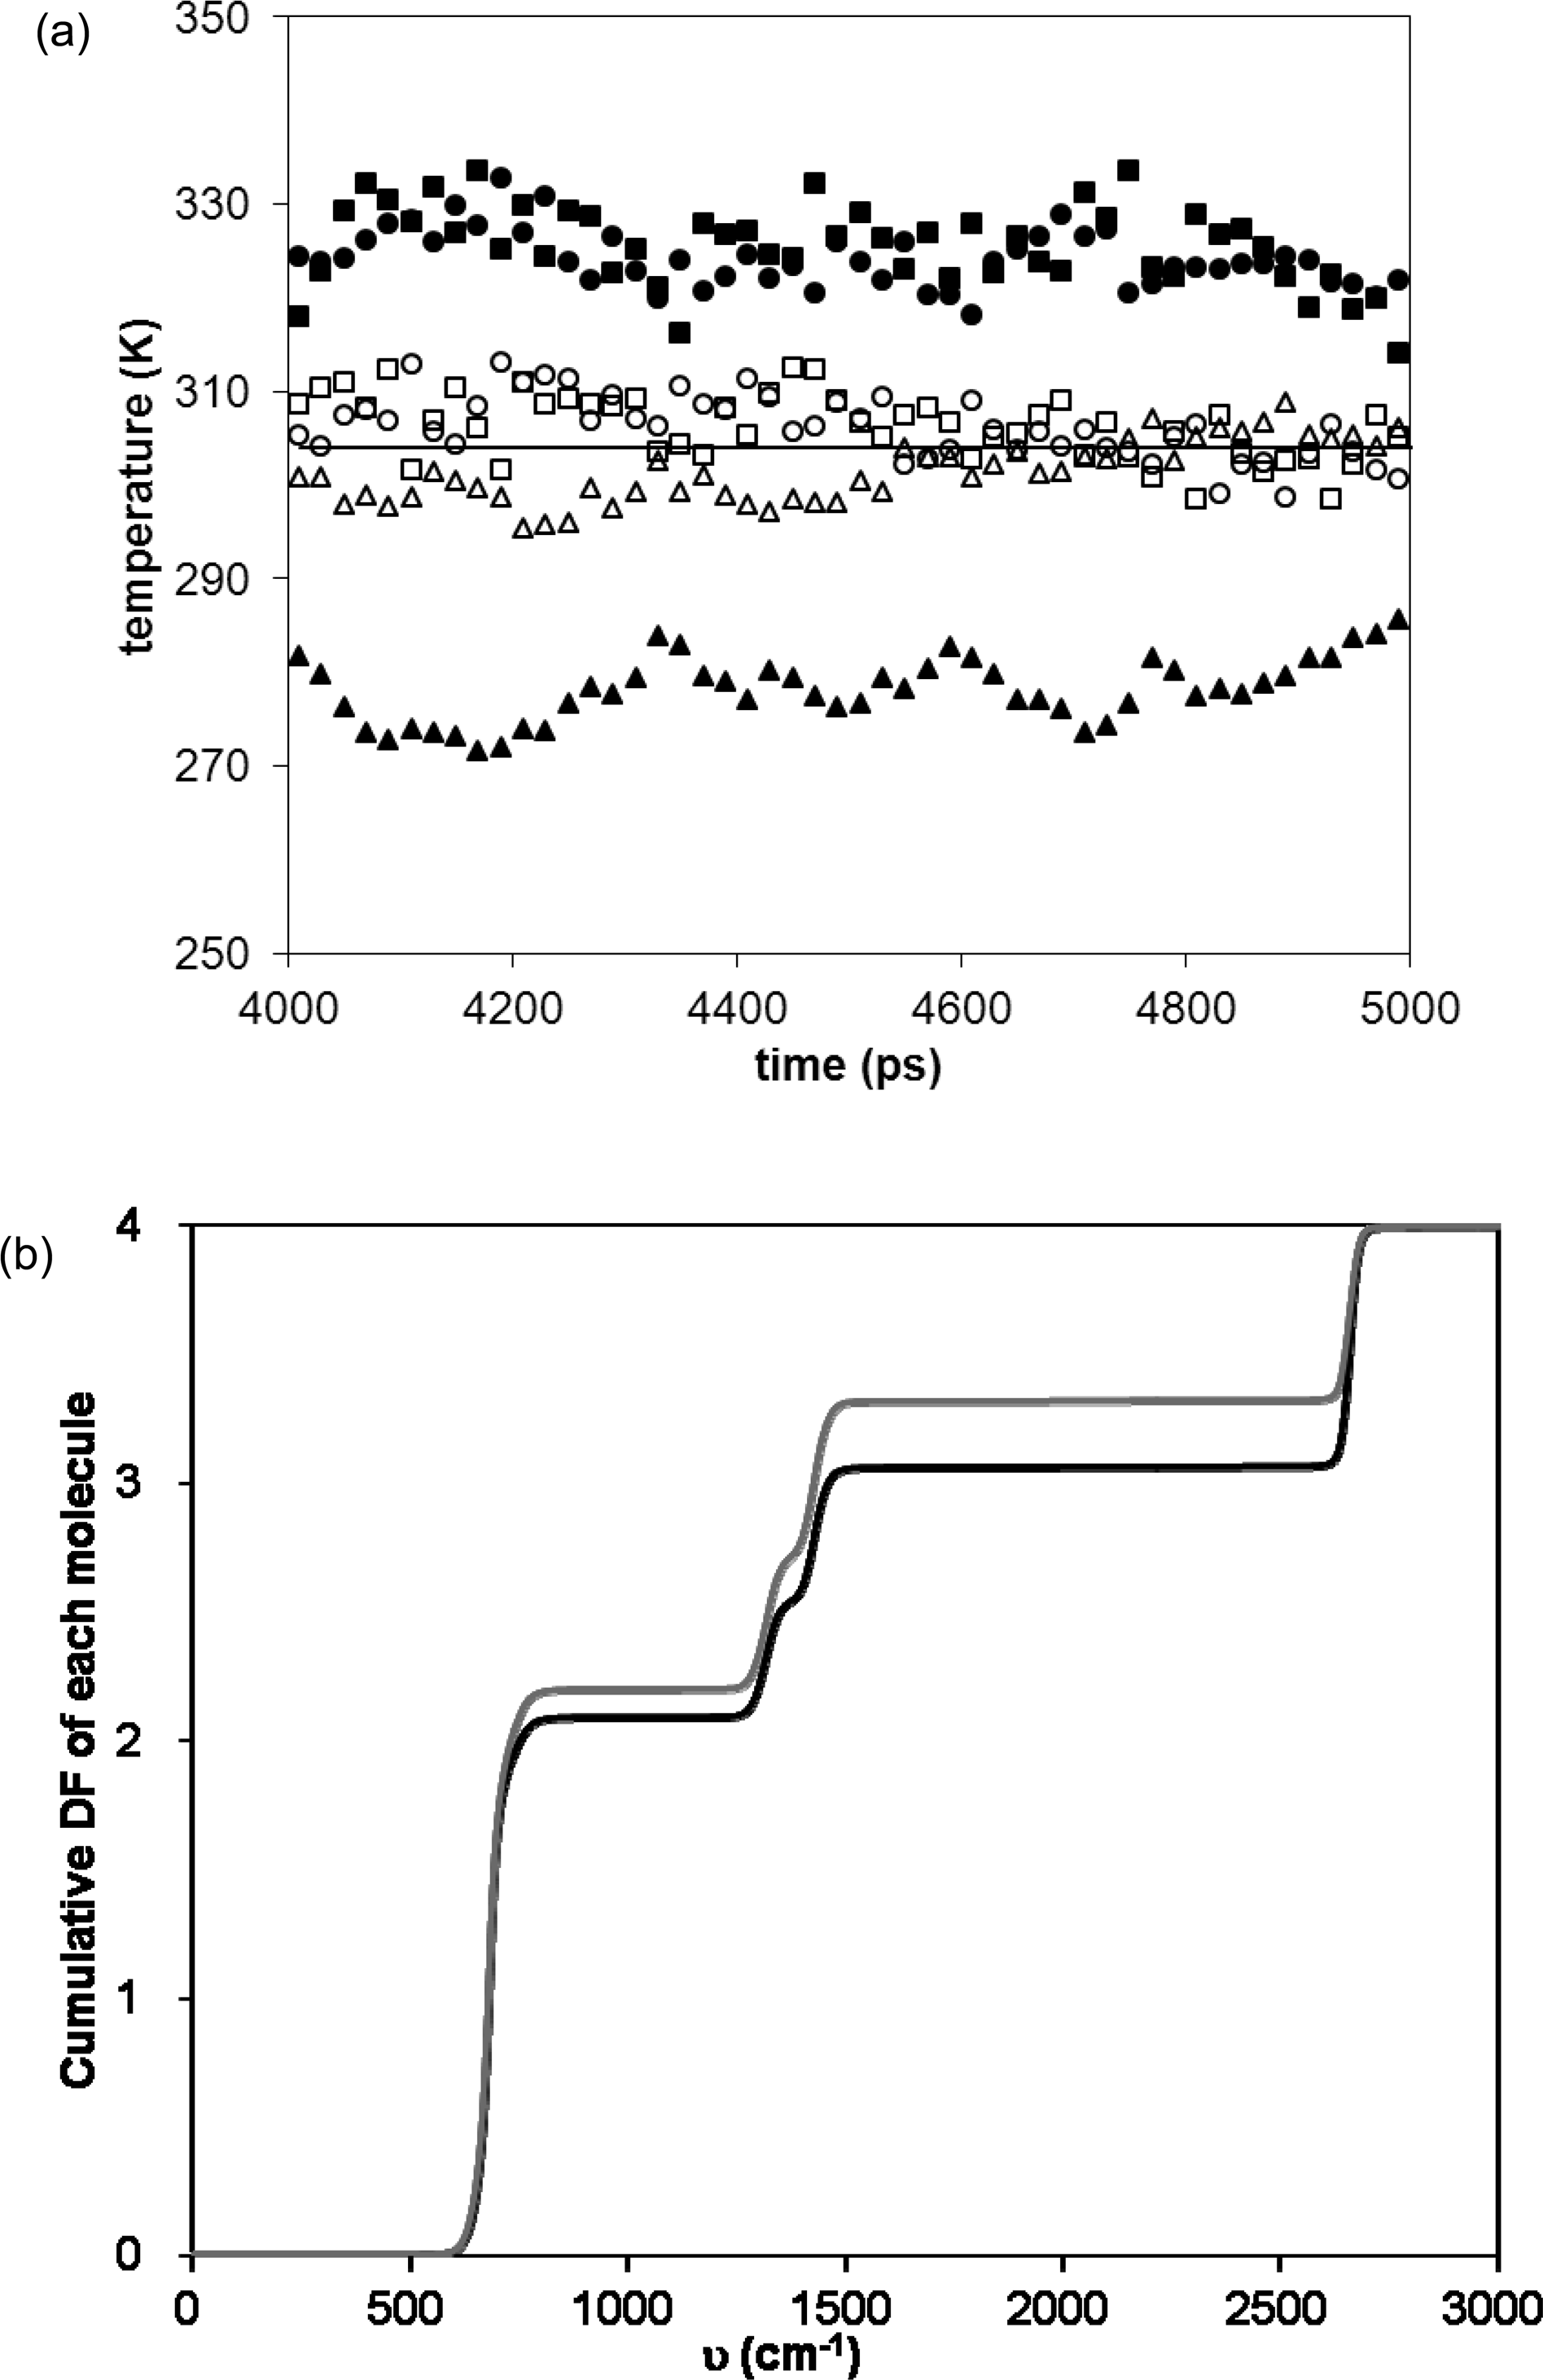 (a)
350
330
310
290
270
250
temperature (K)
4000 4200 4400 4600 4800 5000
time (ps)
(b)
4
3
2
1
0
Cumulative DF of each molecule
0 500 1000 1500 2000 2500 3000
υ (cm-1)